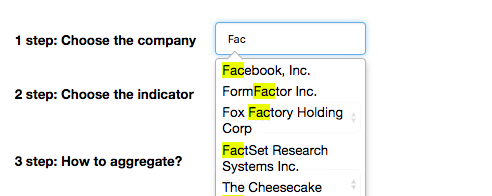 1 step: Choose the company
Fac
Facebook, Inc.
FormFactor Inc.
2 step: Choose the indicator
Fox Factory Holding
Corp
FactSet Research
Systems Inc.
3 step: How to aggregate?
The Cheesecake